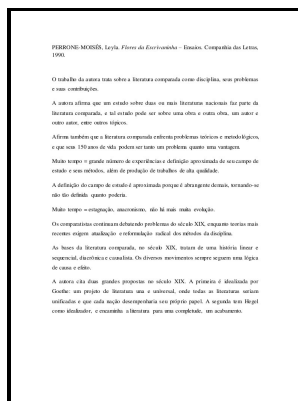 PERRONE-MOISÉS, Leyla. Flores da Escrivaninha – Ensaios. Companhia das Letras,
1990.
O trabalho da autora trata sobre a literatura comparada como disciplina, seus problemas
e suas contribuições.
A autora afirma que um estudo sobre duas ou mais literaturas nacionais faz parte da
literatura comparada, e tal estudo pode ser sobre uma obra e outra obra, um autor e
outro autor, entre outros tópicos.
Afirma também que a literatura comparada enfrenta problemas teóricos e metodológicos,
e que seus 150 anos de vida podem ser tanto um problema quanto uma vantagem.
Muito tempo = grande número de experiências e definição aproximada de seu campo de
estudo e seus métodos, além de produção de trabalhos de alta qualidade.
A definição do campo de estudo é aproximada porque é abrangente demais, tornando-se
não tão definida quanto poderia.
Muito tempo = estagnação, anacronismo, não há mais muita evolução.
Os comparatistas continuam debatendo problemas do século XIX, enquanto teorias mais
recentes exigem atualização e reformulação radical dos métodos da disciplina.
As bases da literatura comparada, no século XIX, tratam de uma história linear e
sequencial, diacrônica e causalista. Os diversos movimentos sempre seguem uma lógica
de causa e efeito.
A autora cita duas grandes propostas no século XIX. A primeira é idealizada por
Goethe: um projeto de literatura una e universal, onde todas as literaturas seriam
unificadas e que cada nação desempenharia seu próprio papel. A segunda tem Hegel
como idealizador, e encaminha a literatura para uma completude, um acabamento.